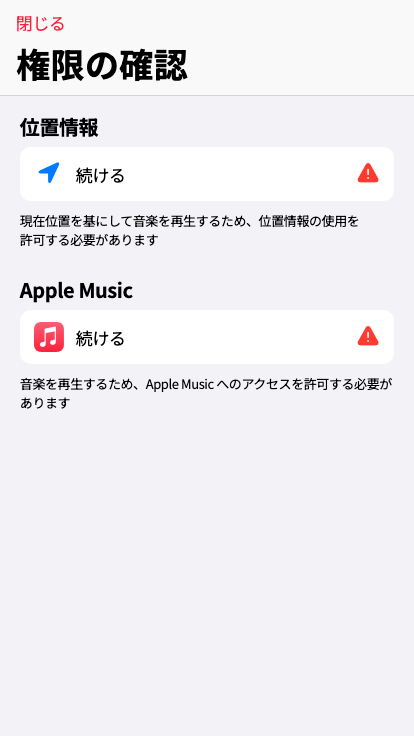 閉じる
権限の確認
位置情報
続ける
現在位置を基にして音楽を再生するため、位置情報の使用を
許可する必要があります
Apple Music
続ける
音楽を再生するため、Apple Music へのアクセスを許可する必要が
あります